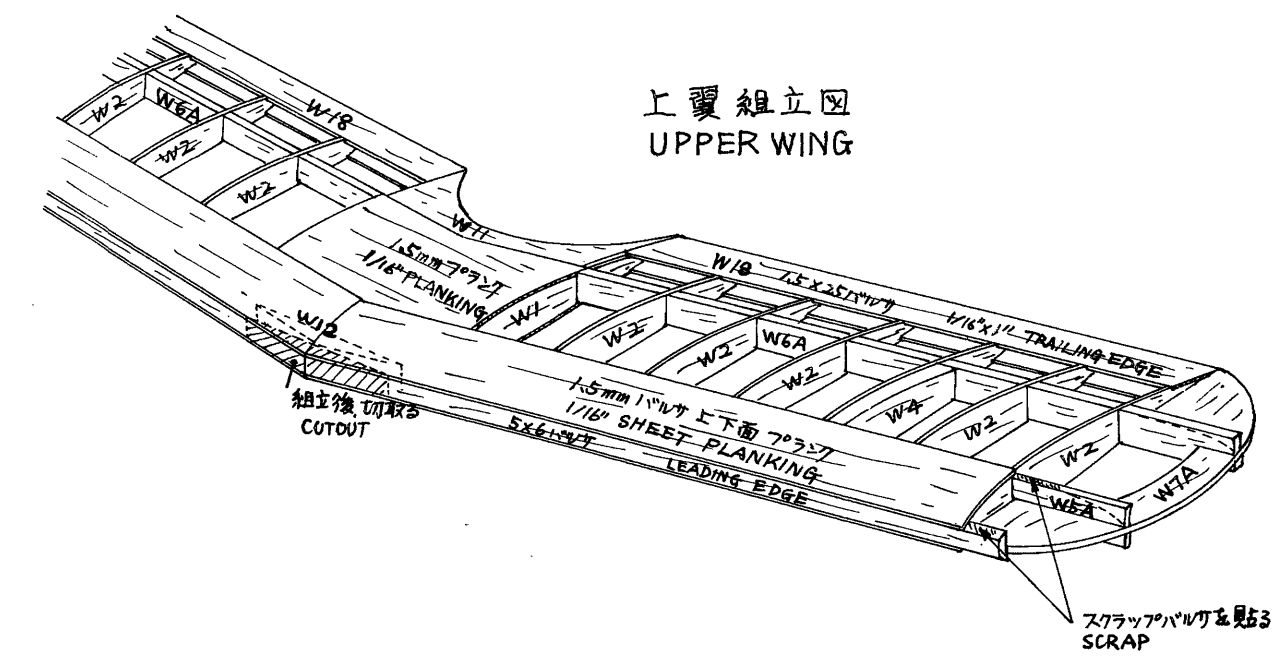 上翼組立図
UPPER WING
W2
W6A
W18
W2
W2
W11
1.5mmプランク
1/16"PLANKING
W18 1.5×25バルサ
1/16"×1" TRAILING EDGE
W1
W2
W2
W6A
W2
W4
W2
W2
W7A
W5A
W12
組立後、切取る
CUTOUT
1.5mmバルサ上下面プランク
1/16" SHEET PLANKING
5×6バルサ
LEADING EDGE
スクラップバルサを貼る
SCRAP